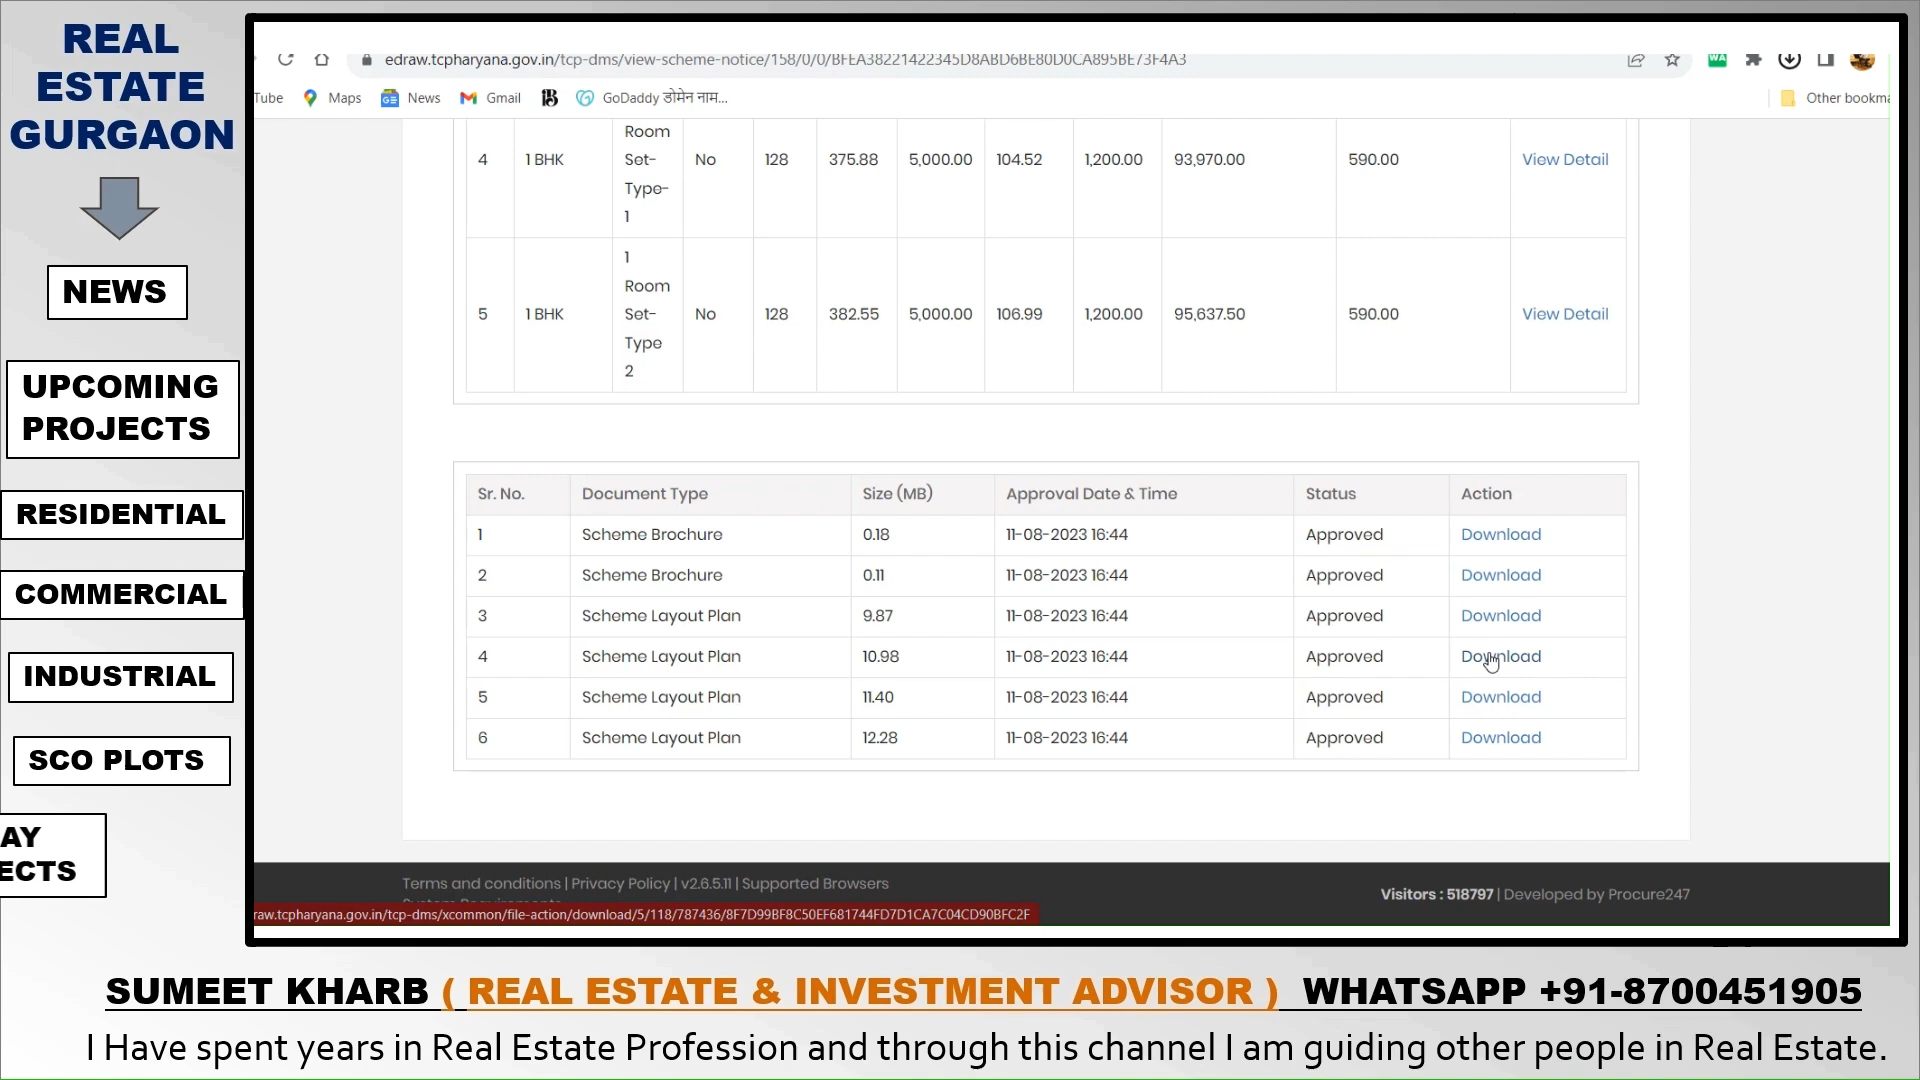 REAL
ESTATE
GURGAON
NEWS
UPCOMING
PROJECTS
RESIDENTIAL
COMMERCIAL
INDUSTRIAL
SCO PLOTS
AY
ECTS
edraw.tcpharyana.gov.in/tcp-dms/view-scheme-notice/158/0/0/BFEA38221422345D8ABD6BE80D0CA895BE73F4A3
Tube Maps News Gmail GoDaddy डोमेन नाम... Other bookma
4 1 BHK Room Set- Type- 1 No 128 375.88 5,000.00 104.52 1,200.00 93,970.00 590.00 View Detail
5 1 BHK 1 Room Set- Type 2 No 128 382.55 5,000.00 106.99 1,200.00 95,637.50 590.00 View Detail
Sr. No. Document Type Size (MB) Approval Date & Time Status Action
1 Scheme Brochure 0.18 11-08-2023 16:44 Approved Download
2 Scheme Brochure 0.11 11-08-2023 16:44 Approved Download
3 Scheme Layout Plan 9.87 11-08-2023 16:44 Approved Download
4 Scheme Layout Plan 10.98 11-08-2023 16:44 Approved Download
5 Scheme Layout Plan 11.40 11-08-2023 16:44 Approved Download
6 Scheme Layout Plan 12.28 11-08-2023 16:44 Approved Download
Terms and conditions | Privacy Policy | v2.6.5.11 | Supported Browsers
Visitors : 518797 | Developed by Procure247
raw.tcpharyana.gov.in/tcp-dms/xcommon/file-action/download/5/118/787436/8F7D99BF8C50EF681744FD7D1CA7C04CD90BFC2F
SUMEET KHARB ( REAL ESTATE & INVESTMENT ADVISOR ) WHATSAPP +91-8700451905
I Have spent years in Real Estate Profession and through this channel I am guiding other people in Real Estate.